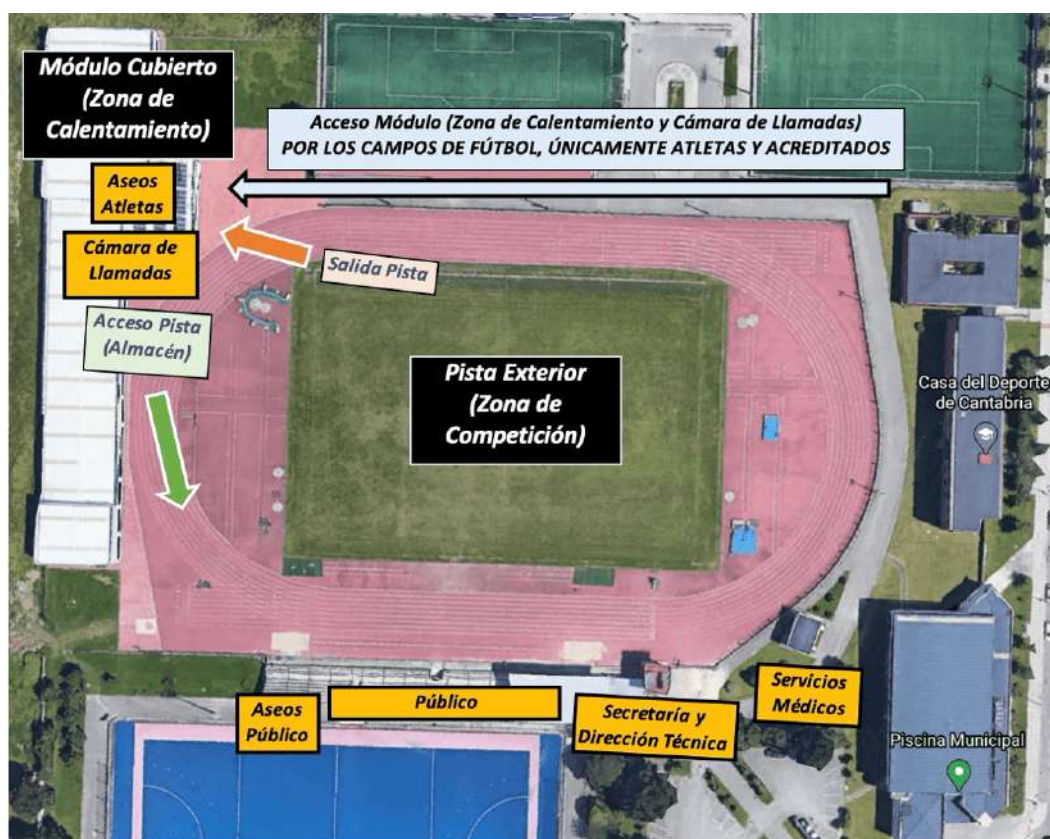 Módulo Cubierto
(Zona de
Calentamiento)
Acceso Módulo (Zona de Calentamiento y Cámara de Llamadas)
POR LOS CAMPOS DE FÚTBOL, ÚNICAMENTE ATLETAS Y ACREDITADOS
Aseos
Atletas
Cámara de
Llamadas
Salida Pista
Acceso Pista
(Almacén)
Pista Exterior
(Zona de
Competición)
Casa del Deporte
de Cantabria
Aseos
Público
Público
Secretaría y
Dirección Técnica
Servicios
Médicos
Piscina Municipal